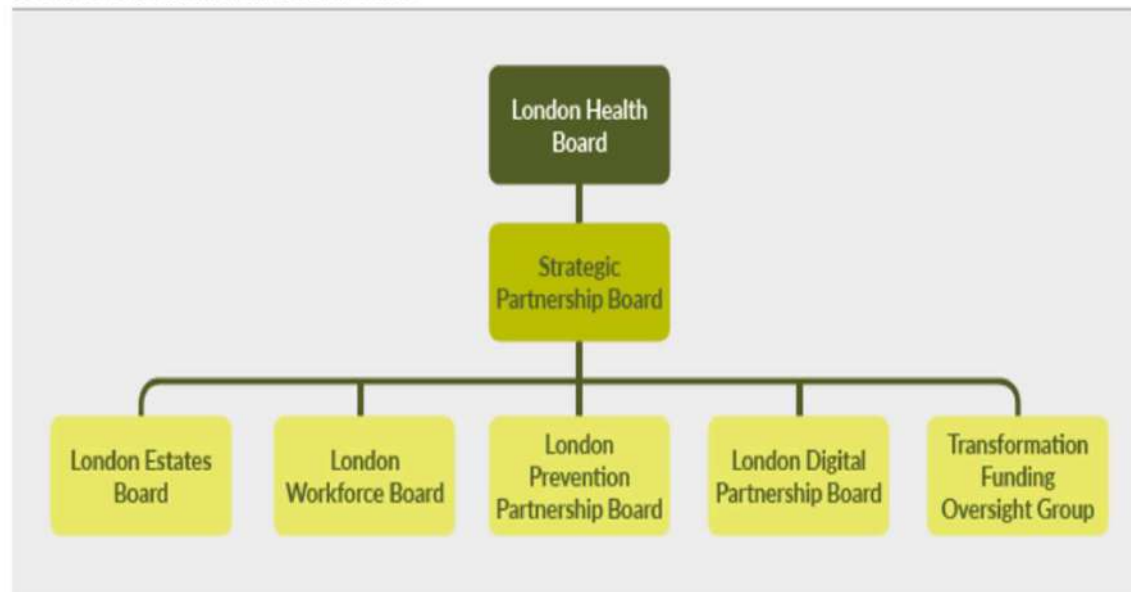 London Health
Board
Strategic
Partnership Board
London Estates
Board
London
Workforce Board
London
Prevention
Partnership Board
London Digital
Partnership Board
Transformation
Funding
Oversight Group